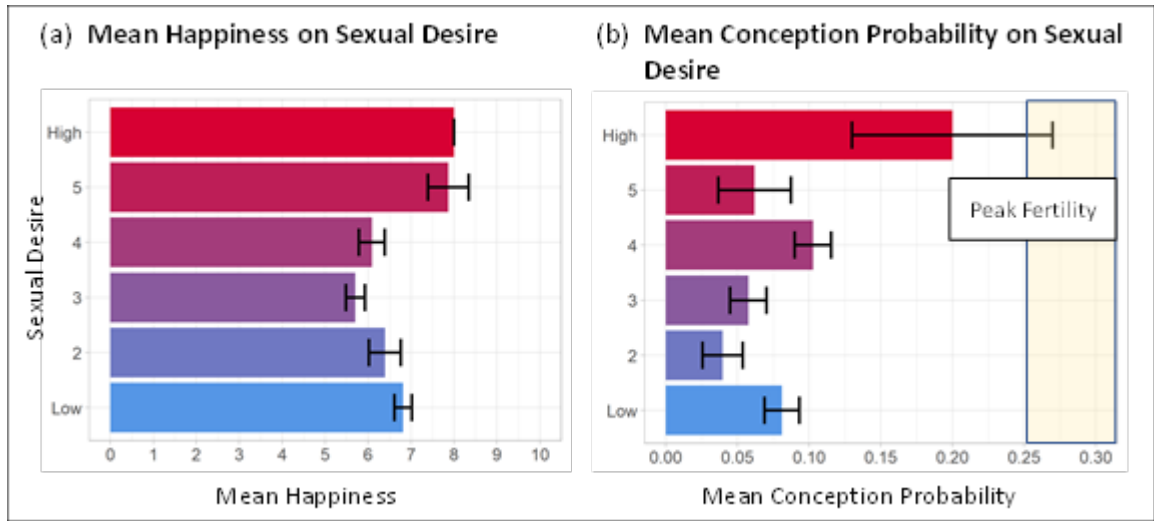 (a) Mean Happiness on Sexual Desire
Sexual Desire
High
5
4
3
2
Low
0 1 2 3 4 5 6 7 8 9 10
Mean Happiness
(b) Mean Conception Probability on Sexual
Desire
High
5
4
3
2
Low
Peak Fertility
0.00 0.05 0.10 0.15 0.20 0.25 0.30
Mean Conception Probability